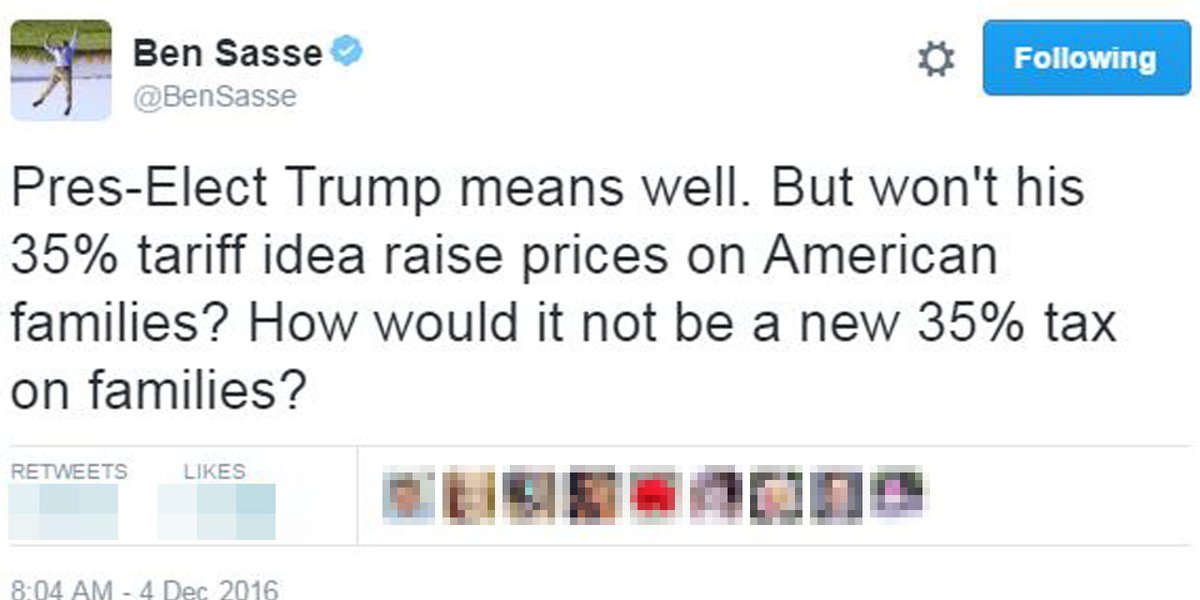 Ben Sasse
@BenSasse
Following
Pres-Elect Trump means well. But won't his
35% tariff idea raise prices on American
families? How would it not be a new 35% tax
on families?
RETWEETS LIKES
8:04 AM - 4 Dec 2016